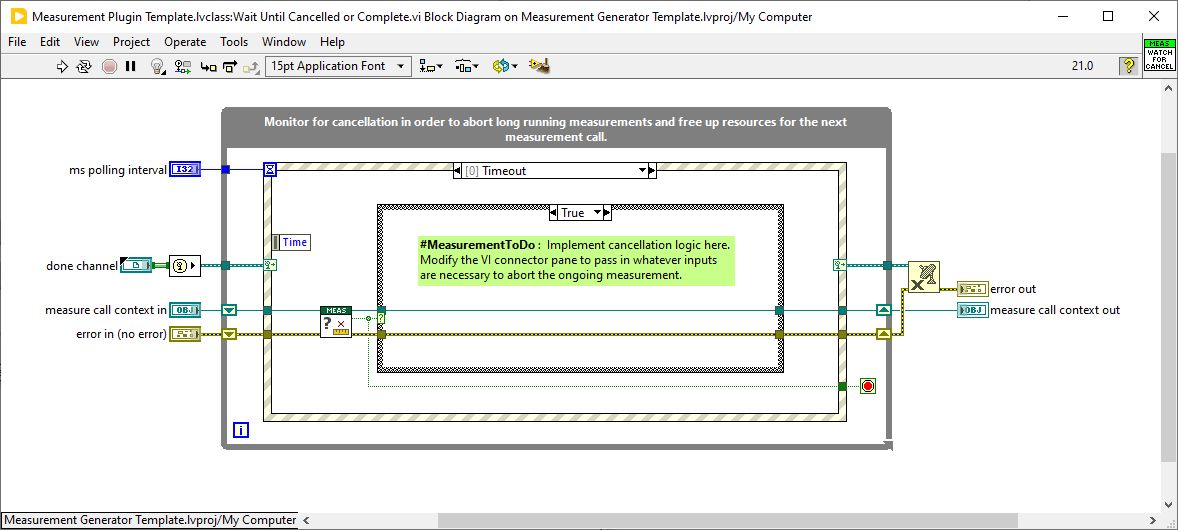 Measurement Plugin Template.lvclass:Wait Until Cancelled or Complete.vi Block Diagram on Measurement Generator Template.lvproj/My Computer
File Edit View Project Operate Tools Window Help
15pt Application Font
21.0
?
MEAS
WATCH
FOR
CANCEL
Monitor for cancellation in order to abort long running measurements and free up resources for the next
measurement call.
ms polling interval
I32
[0] Timeout
True
#MeasurementToDo : Implement cancellation logic here.
Modify the VI connector pane to pass in whatever inputs
are necessary to abort the ongoing measurement.
Time
done channel
measure call context in
OBJ
MEAS
?
?
error in (no error)
error out
OBJ
measure call context out
i
Measurement Generator Template.lvproj/My Computer